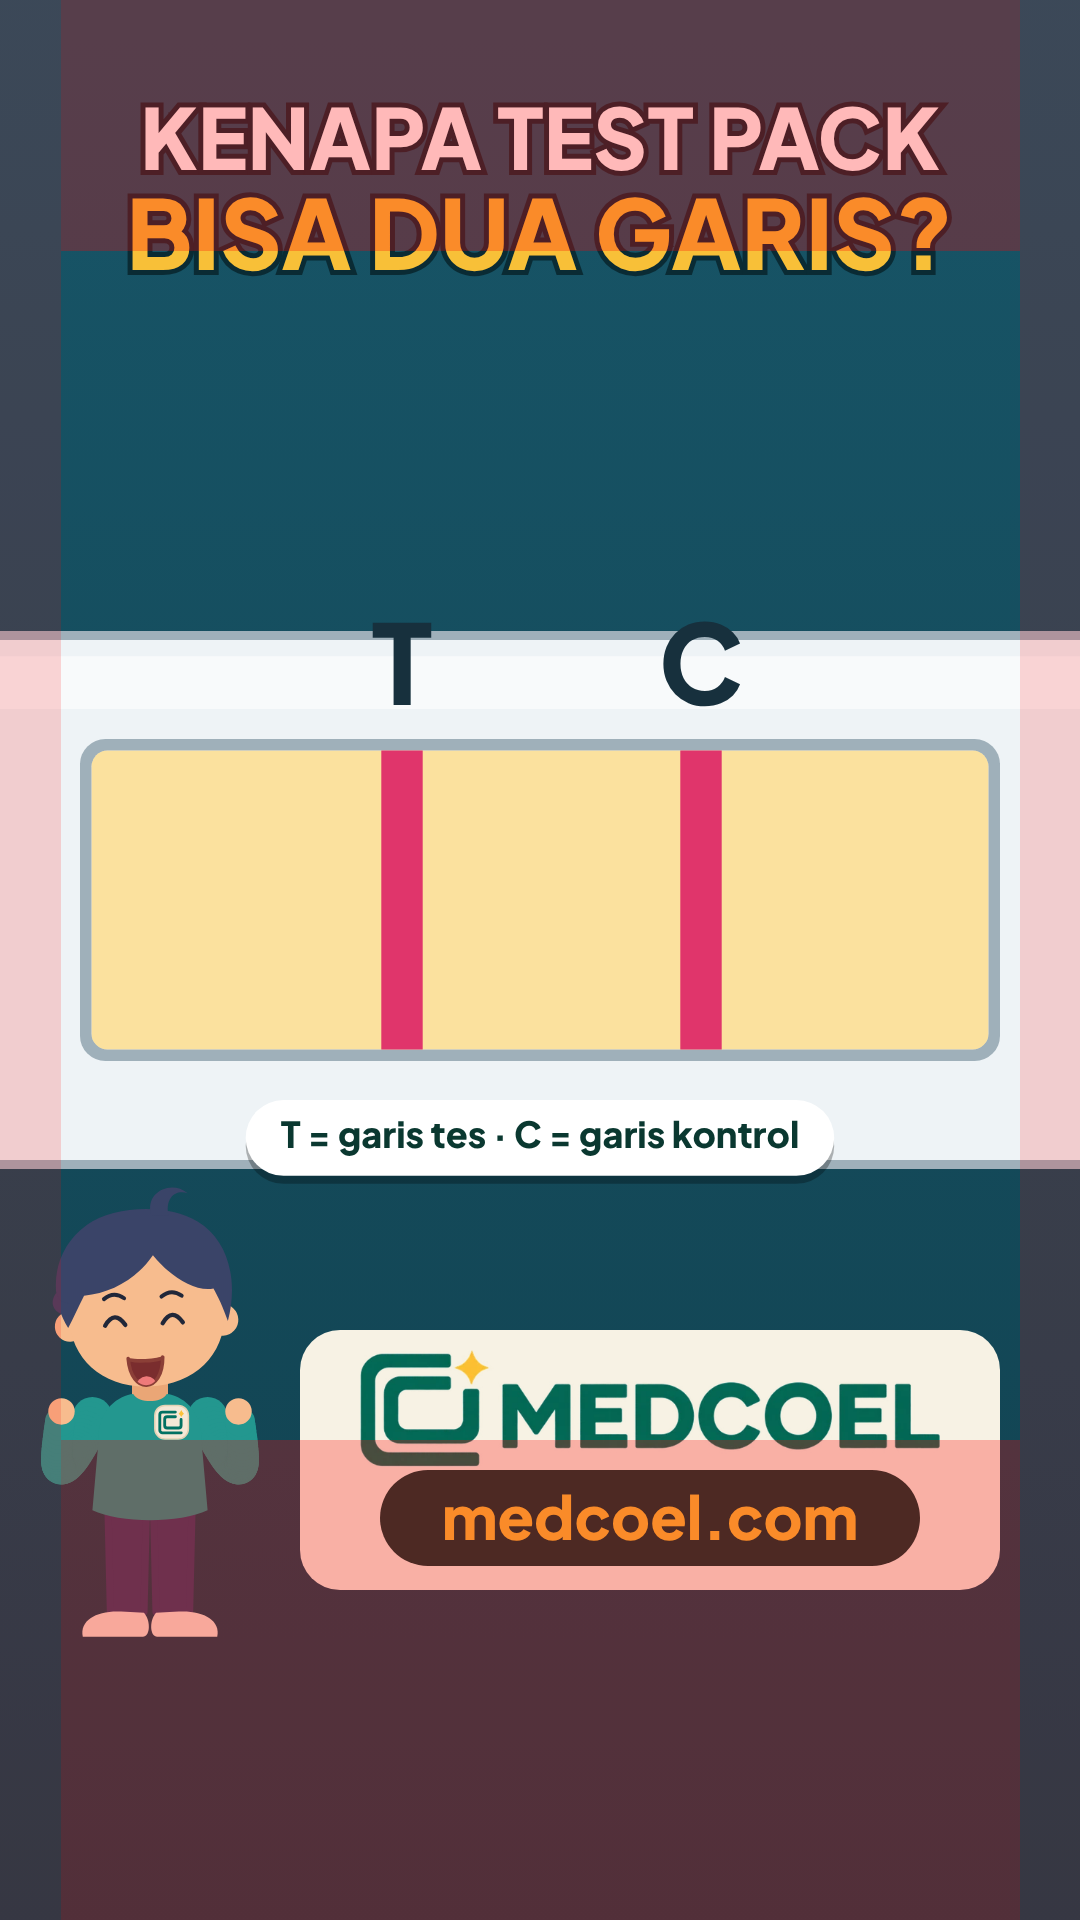 KENAPA TEST PACK
BISA DUA GARIS?
T C
T = garis tes · C = garis kontrol
MEDCOEL
medcoel.com